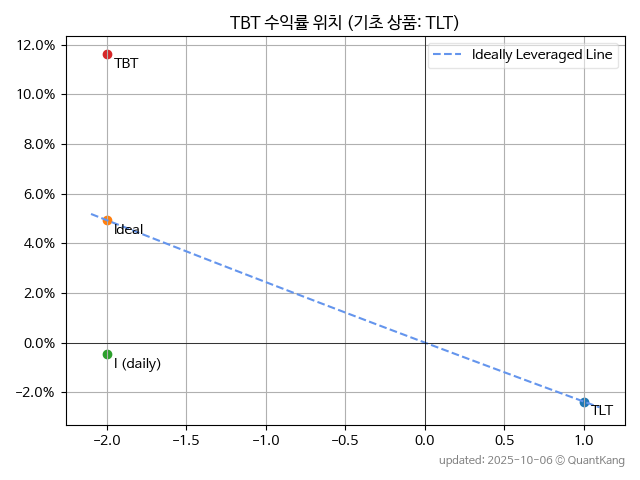 TBT 수익률 위치 (기초 상품: TLT)
12.0%
10.0%
8.0%
6.0%
4.0%
2.0%
0.0%
−2.0%
Ideally Leveraged Line
TBT
Ideal
I (daily)
TLT
−2.0 −1.5 −1.0 −0.5 0.0 0.5 1.0
updated: 2025-10-06 © QuantKang